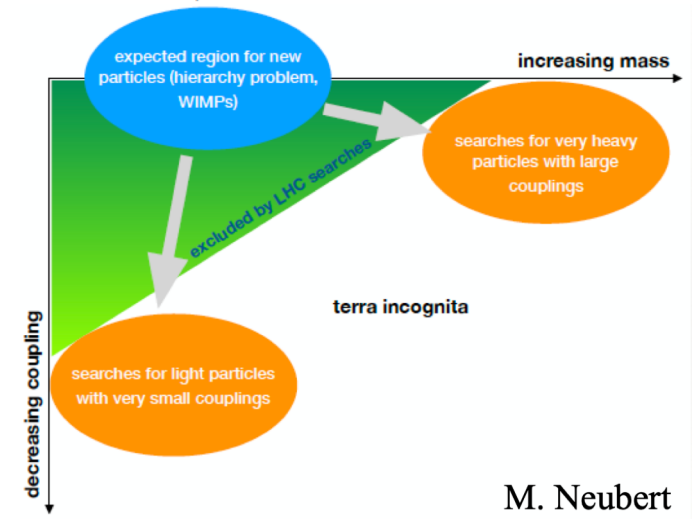 expected region for new
particles (hierarchy problem,
WIMPs)
increasing mass
searches for very heavy
particles with large
couplings
excluded by LHC searches
terra incognita
decreasing coupling
searches for light particles
with very small couplings
M. Neubert